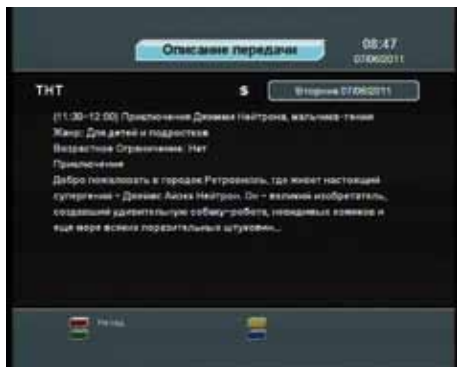 Описание передачи
08:47
07/06/2011
ТНТ
S
Вторник 07/06/2011
(11:30-12:00) Приключения Джимми Нейтрона, мальчика-гения
Жанр: Для детей и подростков
Возрастное Ограничение: Нет
Приключение
Добро пожаловать в городок Ретровилль, где живет настоящий
супергений - Джимми Айзек Нейтрон. Он - великий изобретатель,
создавший удивительную собаку-робота, невидимых хомяков и
еще море всяких поразительных штуковин...
Назад